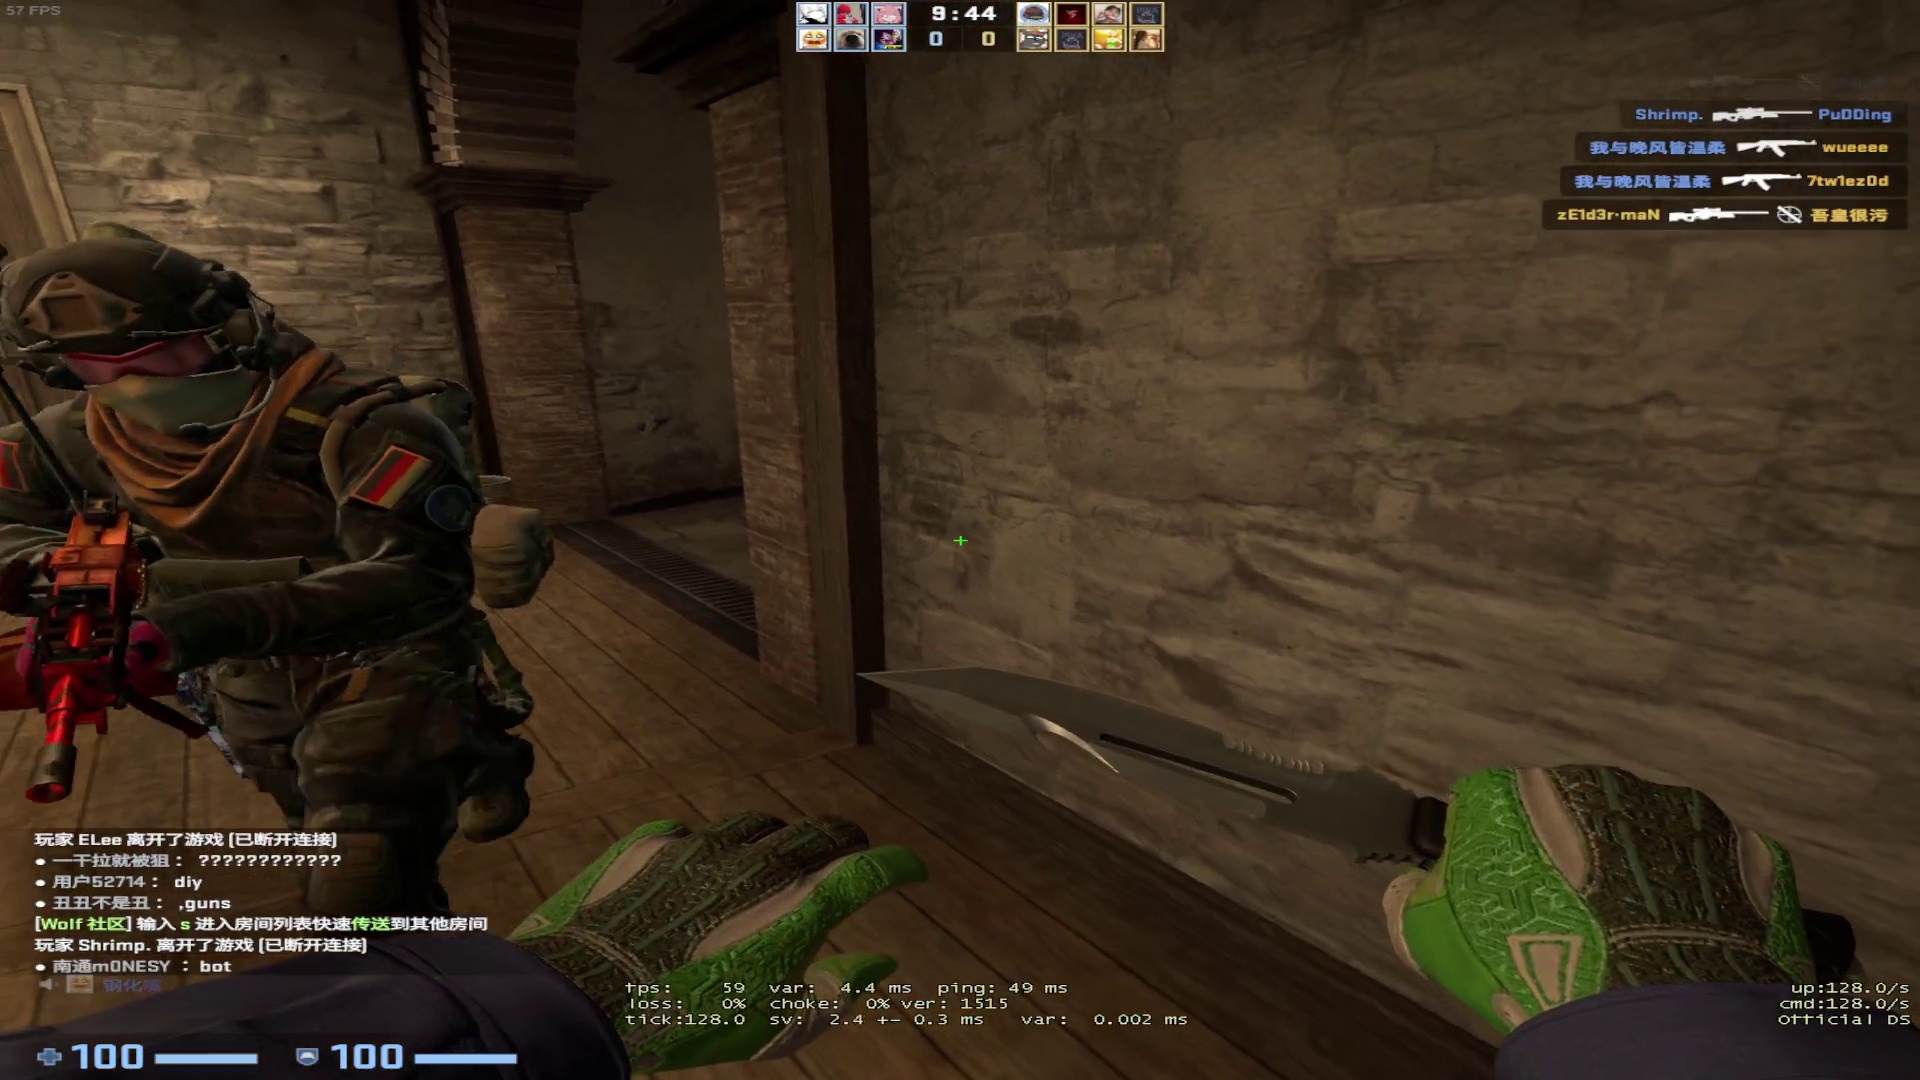 57 FPS
9:44
0 0
Shrimp. PuDDing
我与晚风皆温柔 wueeee
我与晚风皆温柔 7tw1ez0d
zE1d3r·maN 吾皇很污
玩家 ELee 离开了游戏 [已断开连接]
● 一干拉就被狙： ????????????
● 用户52714： diy
● 丑丑不是丑： ,guns
[Wolf 社区] 输入 s 进入房间列表快速传送到其他房间
玩家 Shrimp. 离开了游戏 [已断开连接]
● 南通m0NESY ： bot
钢化嘴
fps: 59 var: 4.4 ms ping: 49 ms
loss: 0% choke: 0% ver: 1515
tick:128.0 sv: 2.4 +- 0.3 ms var: 0.002 ms
up:128.0/s
cmd:128.0/s
Official DS
100 100